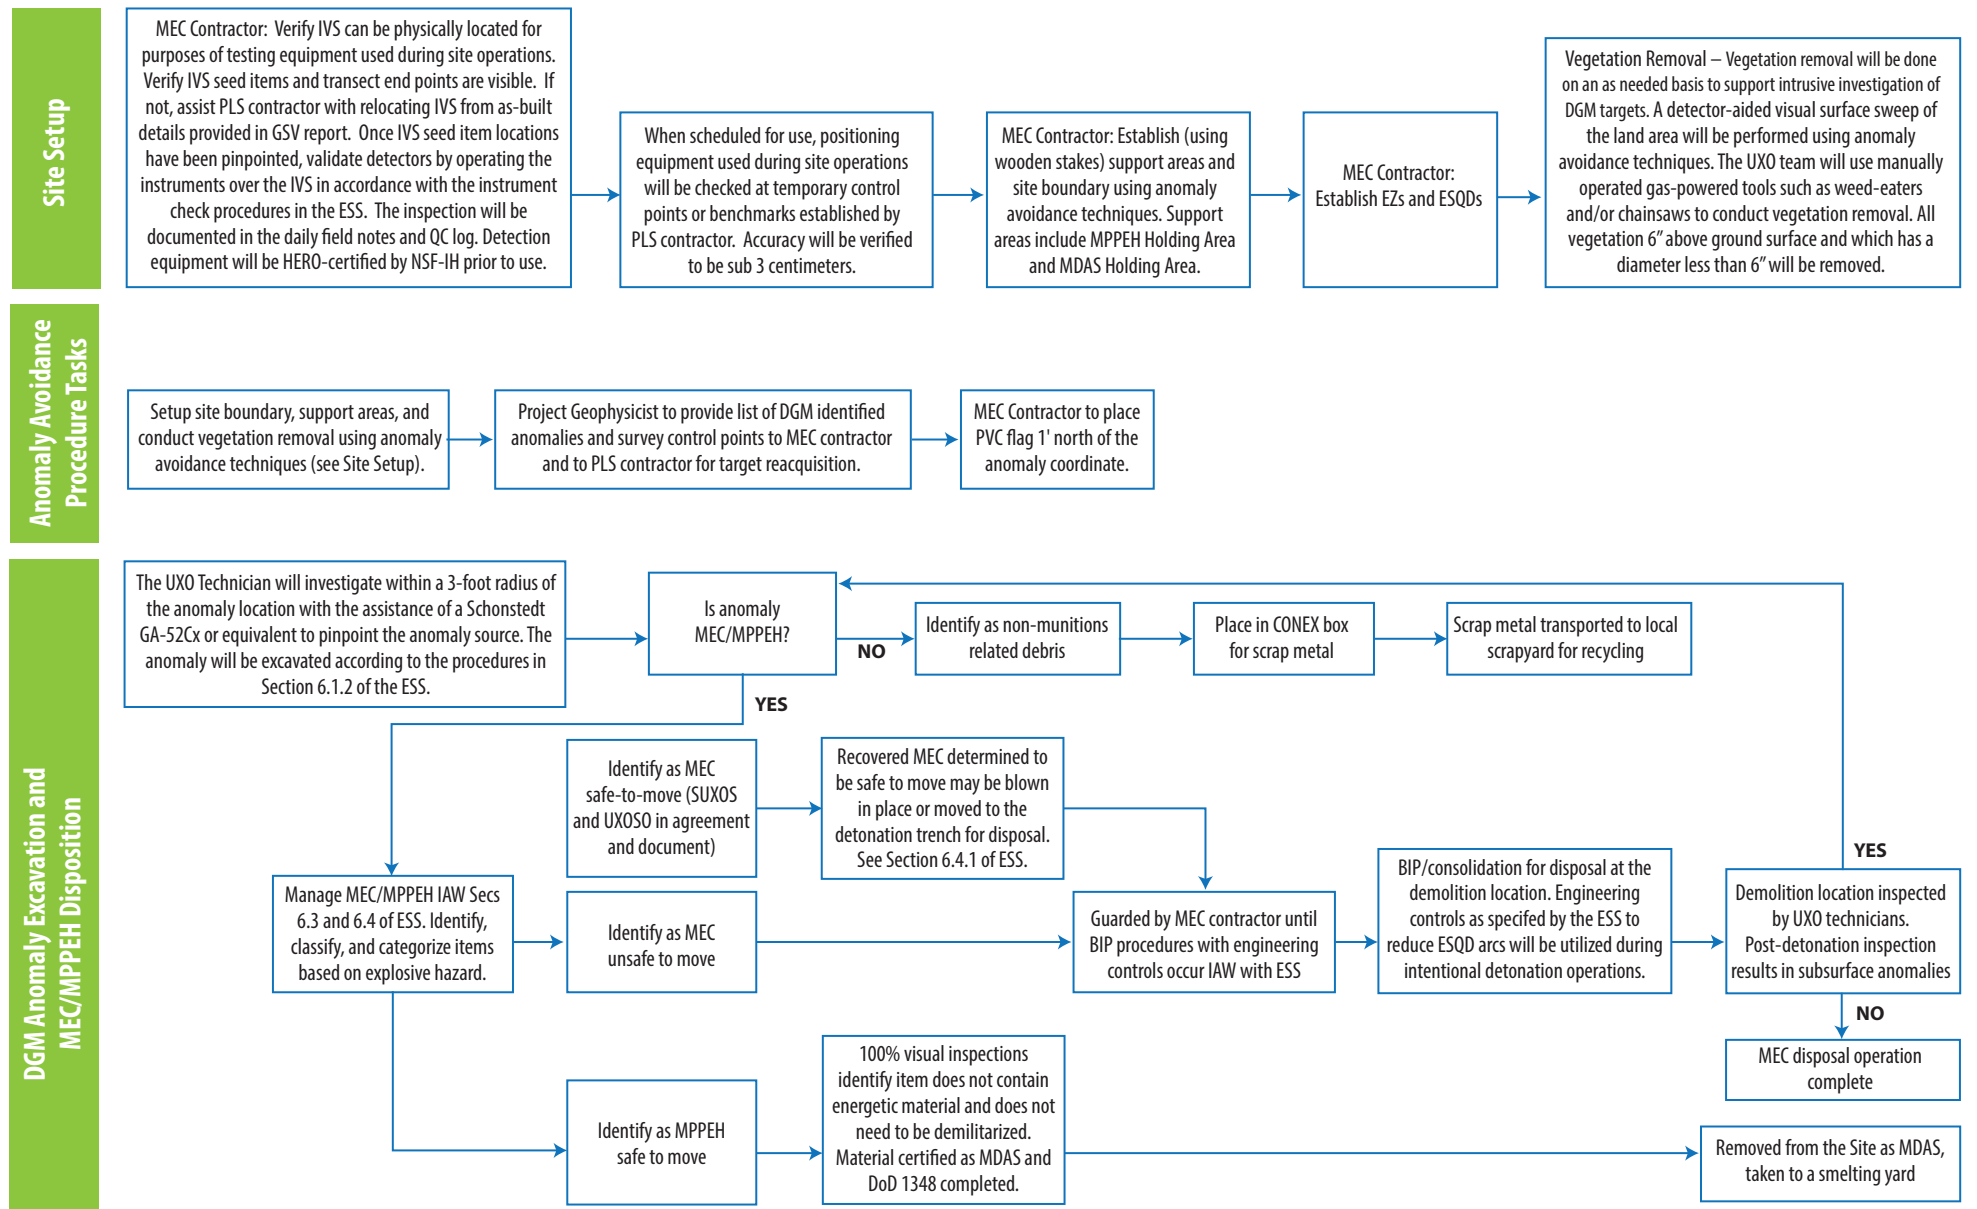 Site Setup
MEC Contractor: Verify IVS can be physically located for
purposes of testing equipment used during site operations.
Verify IVS seed items and transect end points are visible. If
not, assist PLS contractor with relocating IVS from as-built
details provided in GSV report. Once IVS seed item locations
have been pinpointed, validate detectors by operating the
instruments over the IVS in accordance with the instrument
check procedures in the ESS. The inspection will be
documented in the daily field notes and QC log. Detection
equipment will be HERO-certified by NSF-IH prior to use.
When scheduled for use, positioning
equipment used during site operations
will be checked at temporary control
points or benchmarks established by
PLS contractor. Accuracy will be verified
to be sub 3 centimeters.
MEC Contractor: Establish (using
wooden stakes) support areas and
site boundary using anomaly
avoidance techniques. Support
areas include MPPEH Holding Area
and MDAS Holding Area.
MEC Contractor:
Establish EZs and ESQDs
Vegetation Removal – Vegetation removal will be done
on an as needed basis to support intrusive investigation of
DGM targets. A detector-aided visual surface sweep of
the land area will be performed using anomaly
avoidance techniques. The UXO team will use manually
operated gas-powered tools such as weed-eaters
and/or chainsaws to conduct vegetation removal. All
vegetation 6” above ground surface and which has a
diameter less than 6” will be removed.
Anomaly Avoidance
Procedure Tasks
Setup site boundary, support areas, and
conduct vegetation removal using anomaly
avoidance techniques (see Site Setup).
Project Geophysicist to provide list of DGM identified
anomalies and survey control points to MEC contractor
and to PLS contractor for target reacquisition.
MEC Contractor to place
PVC flag 1' north of the
anomaly coordinate.
DGM Anomaly Excavation and
MEC/MPPEH Disposition
The UXO Technician will investigate within a 3-foot radius of
the anomaly location with the assistance of a Schonstedt
GA-52Cx or equivalent to pinpoint the anomaly source. The
anomaly will be excavated according to the procedures in
Section 6.1.2 of the ESS.
Is anomaly
MEC/MPPEH?
NO
Identify as non-munitions
related debris
Place in CONEX box
for scrap metal
Scrap metal transported to local
scrapyard for recycling
YES
Identify as MEC
safe-to-move (SUXOS
and UXOSO in agreement
and document)
Recovered MEC determined to
be safe to move may be blown
in place or moved to the
detonation trench for disposal.
See Section 6.4.1 of ESS.
Manage MEC/MPPEH IAW Secs
6.3 and 6.4 of ESS. Identify,
classify, and categorize items
based on explosive hazard.
Identify as MEC
unsafe to move
Guarded by MEC contractor until
BIP procedures with engineering
controls occur IAW with ESS
BIP/consolidation for disposal at the
demolition location. Engineering
controls as specifed by the ESS to
reduce ESQD arcs will be utilized during
intentional detonation operations.
YES
Demolition location inspected
by UXO technicians.
Post-detonation inspection
results in subsurface anomalies
NO
MEC disposal operation
complete
Identify as MPPEH
safe to move
100% visual inspections
identify item does not contain
energetic material and does not
need to be demilitarized.
Material certified as MDAS and
DoD 1348 completed.
Removed from the Site as MDAS,
taken to a smelting yard